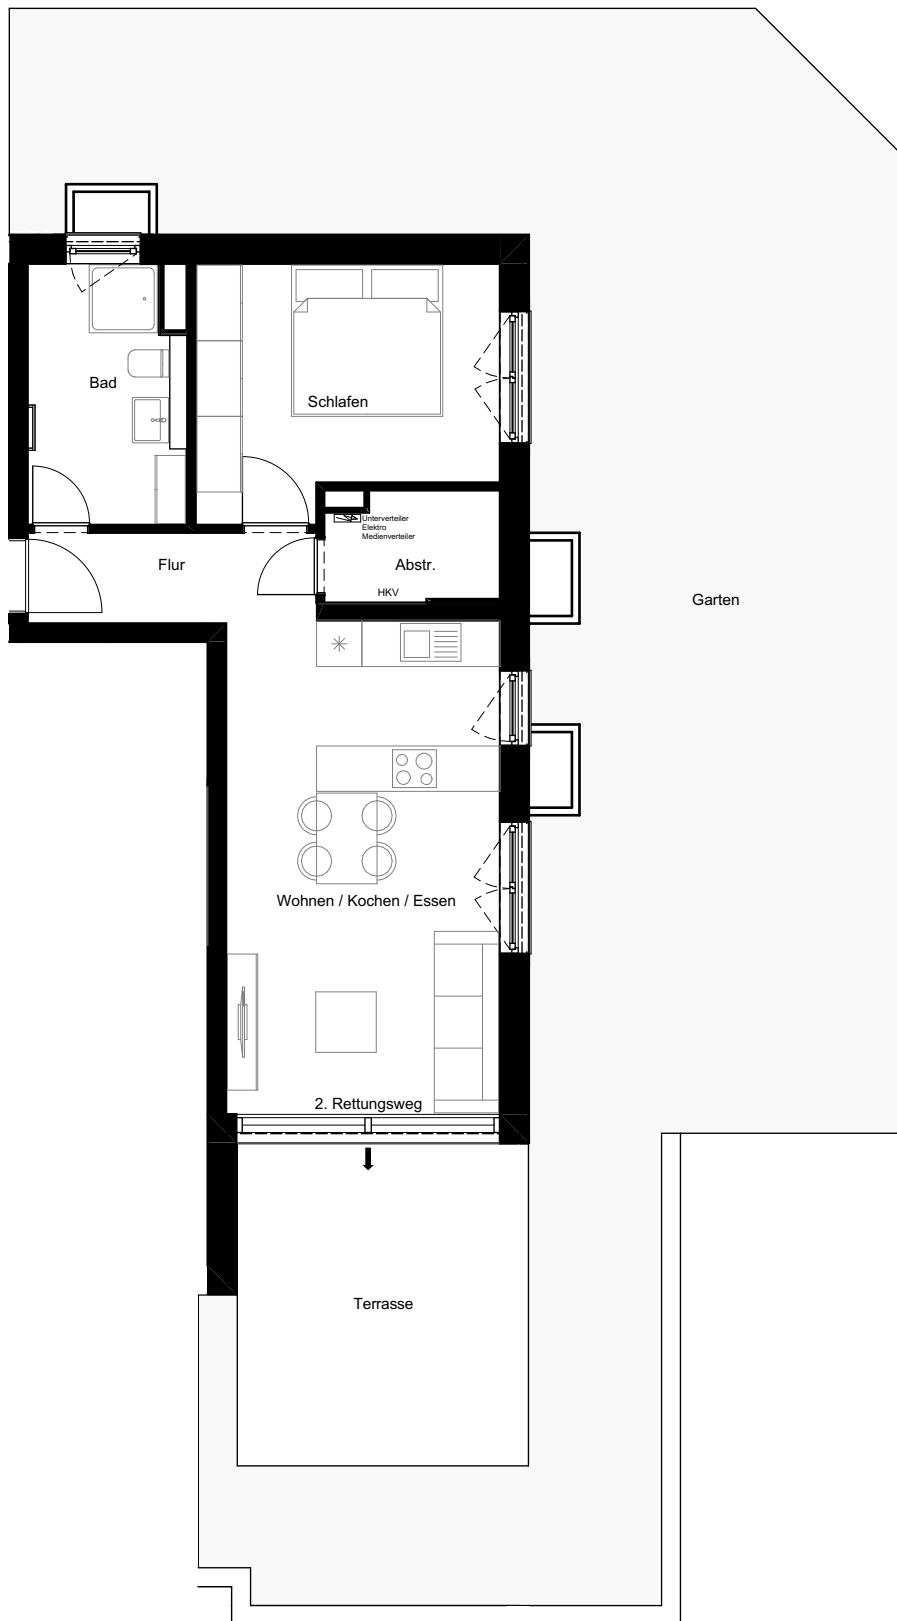 Bad
Schlafen
Unterverteiler
Elektro
Medienverteiler
Flur
Abstr.
HKV
Garten
Wohnen / Kochen / Essen
2. Rettungsweg
Terrasse